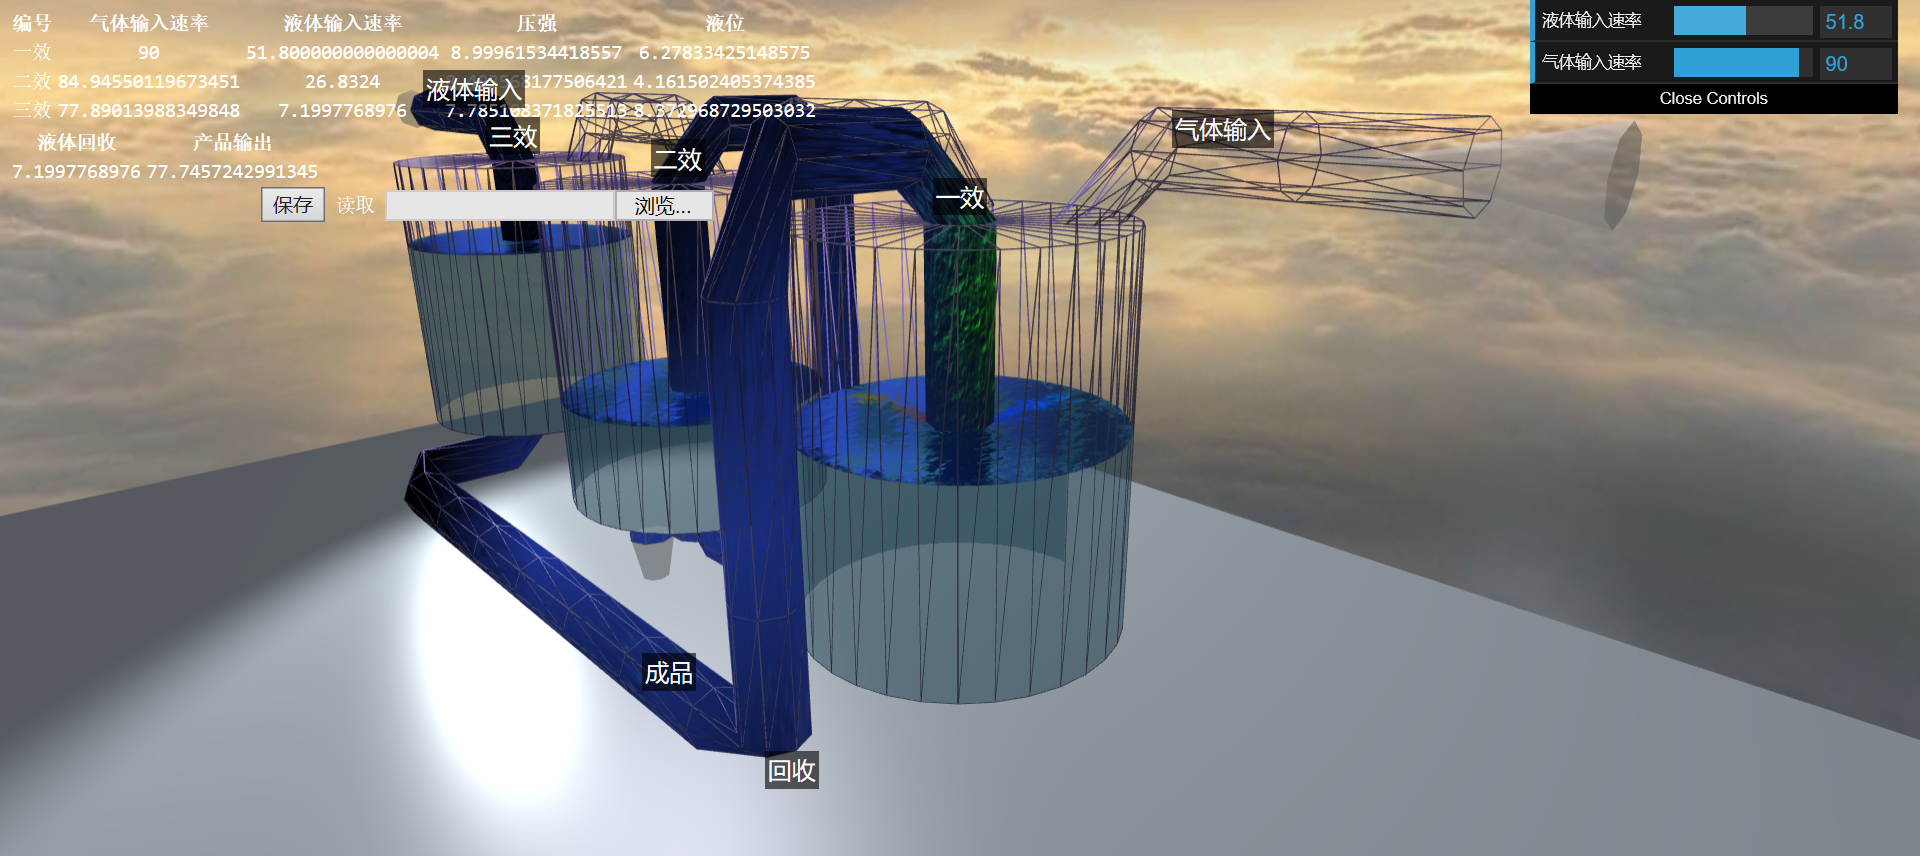 编号 气体输入速率 液体输入速率 压强 液位
一效 90 51.800000000000004 8.99961534418557 6.27833425148575
二效 84.94550119673451 26.8324 4.161502405374385
三效 77.89013988349848 7.1997768976 8.372968729503032
液体回收 产品输出
7.1997768976 77.7457242991345
保存 读取 浏览...
液体输入速率 51.8
气体输入速率 90
Close Controls
液体输入
三效
二效
一效
气体输入
成品
回收